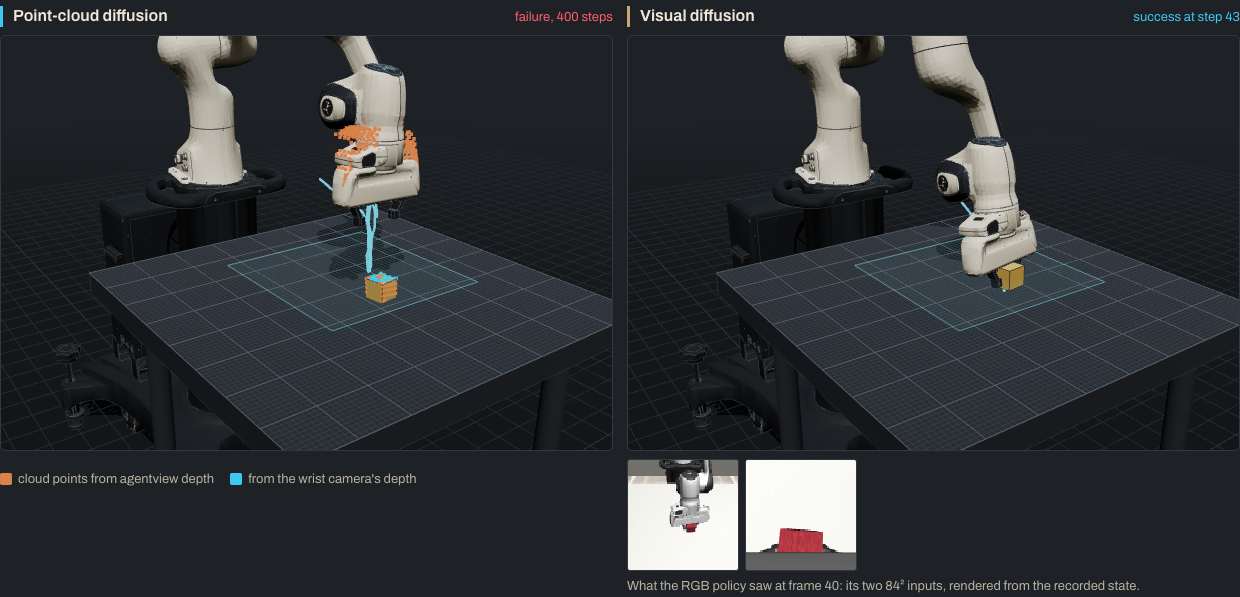 Point-cloud diffusion
failure, 400 steps
Visual diffusion
success at step 43
cloud points from agentview depth
from the wrist camera's depth
What the RGB policy saw at frame 40: its two 84² inputs, rendered from the recorded state.